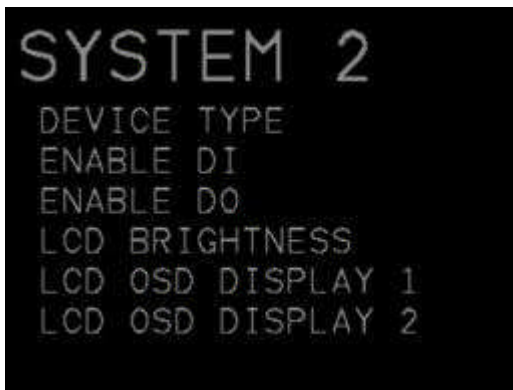 SYSTEM 2
DEVICE TYPE
ENABLE DI
ENABLE DO
LCD BRIGHTNESS
LCD OSD DISPLAY 1
LCD OSD DISPLAY 2